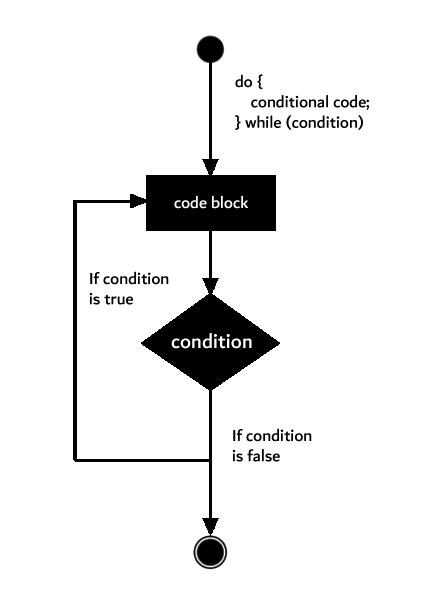 do {
conditional code;
} while (condition)
code block
If condition
is true
condition
If condition
is false